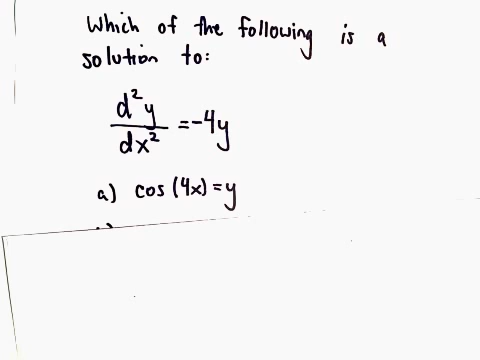 Which of the following is a
solution to:
d²y/dx² = -4y
a) cos (4x) = y